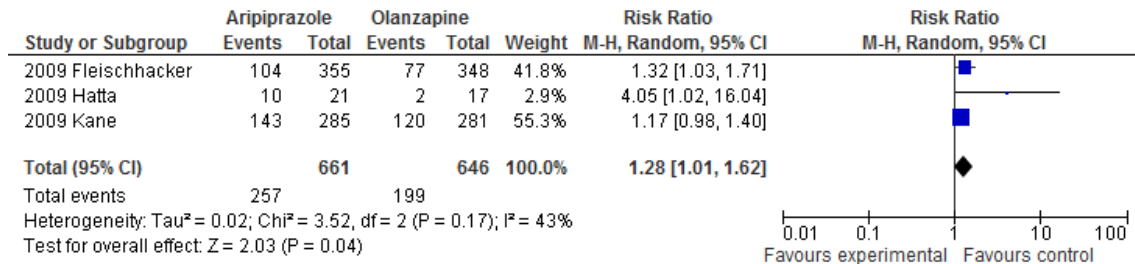 Aripiprazole Olanzapine Risk Ratio Risk Ratio
Study or Subgroup Events Total Events Total Weight M-H, Random, 95% CI M-H, Random, 95% CI
2009 Fleischhacker 104 355 77 348 41.8% 1.32 [1.03, 1.71]
2009 Hatta 10 21 2 17 2.9% 4.05 [1.02, 16.04]
2009 Kane 143 285 120 281 55.3% 1.17 [0.98, 1.40]
Total (95% CI) 661 646 100.0% 1.28 [1.01, 1.62]
Total events 257 199
Heterogeneity: Tau² = 0.02; Chi² = 3.52, df = 2 (P = 0.17); I² = 43%
Test for overall effect: Z = 2.03 (P = 0.04)
0.01 0.1 1 10 100
Favours experimental Favours control